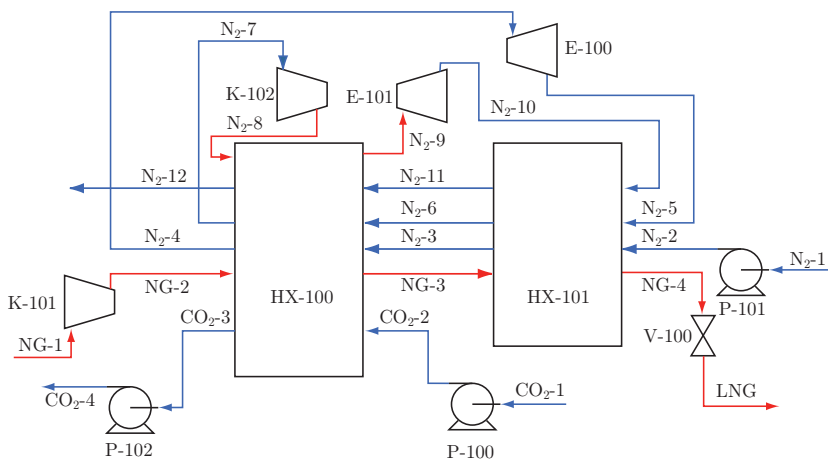 N₂-7
E-100
K-102
E-101
N₂-10
N₂-8
N₂-9
N₂-12
N₂-11
N₂-6
N₂-5
N₂-4
N₂-3
N₂-2
N₂-1
K-101
NG-2
HX-100
NG-3
HX-101
NG-4
P-101
NG-1
CO₂-3
CO₂-2
V-100
CO₂-4
CO₂-1
LNG
P-102
P-100